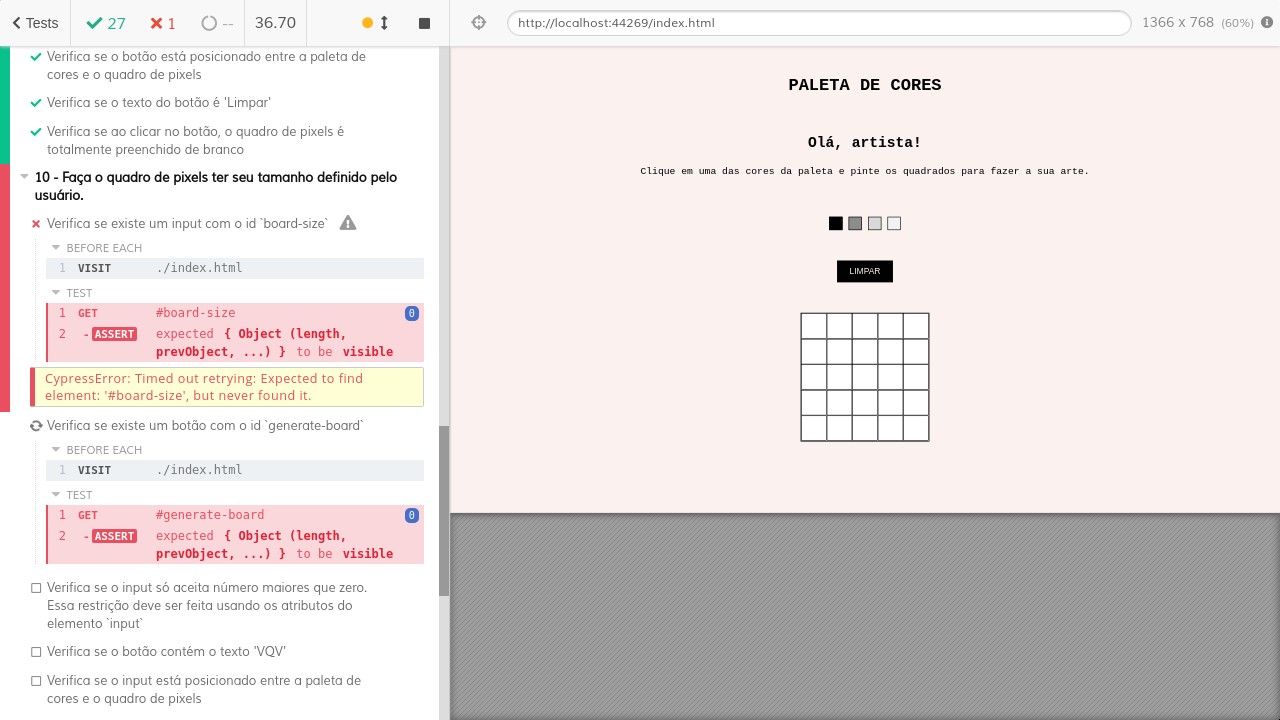 Tests
27
1
--
36.70
http://localhost:44269/index.html
1366 x 768 (60%)
Verifica se o botão está posicionado entre a paleta de
cores e o quadro de pixels
Verifica se o texto do botão é 'Limpar'
Verifica se ao clicar no botão, o quadro de pixels é
totalmente preenchido de branco
10 - Faça o quadro de pixels ter seu tamanho definido pelo
usuário.
Verifica se existe um input com o id `board-size`
BEFORE EACH
1 VISIT ./index.html
TEST
1 GET #board-size 0
2 -ASSERT expected { Object (length,
prevObject, ...) } to be visible
CypressError: Timed out retrying: Expected to find
element: '#board-size', but never found it.
Verifica se existe um botão com o id `generate-board`
BEFORE EACH
1 VISIT ./index.html
TEST
1 GET #generate-board 0
2 -ASSERT expected { Object (length,
prevObject, ...) } to be visible
Verifica se o input só aceita número maiores que zero.
Essa restrição deve ser feita usando os atributos do
elemento `input`
Verifica se o botão contém o texto 'VQV'
Verifica se o input está posicionado entre a paleta de
cores e o quadro de pixels
PALETA DE CORES
Olá, artista!
Clique em uma das cores da paleta e pinte os quadrados para fazer a sua arte.
LIMPAR